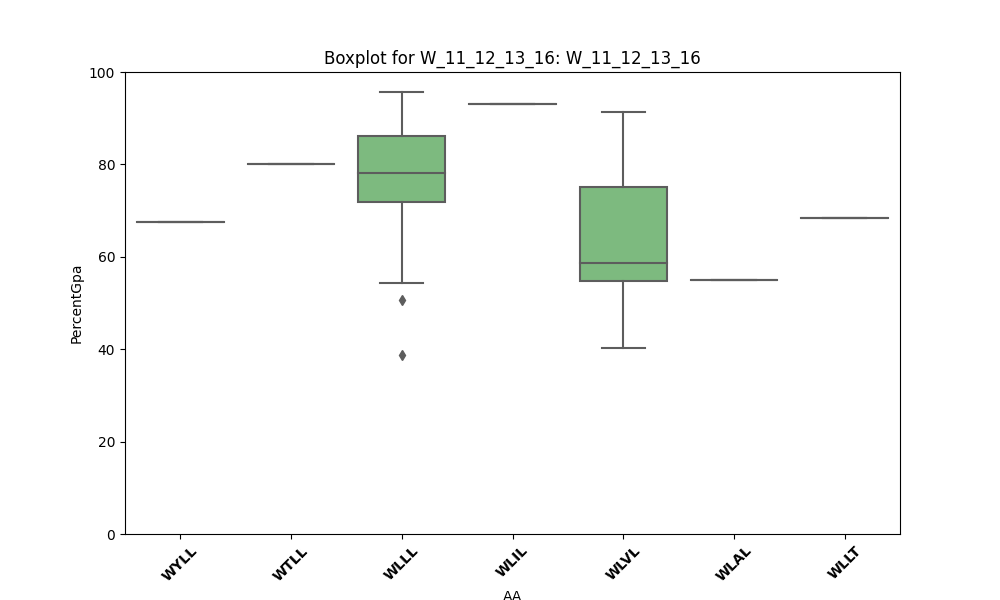 Boxplot for W_11_12_13_16: W_11_12_13_16
100
80
60
40
20
0
PercentGpa
WYLL
WTLL
WLLL
WLIL
WLVL
WLAL
WLLT
AA